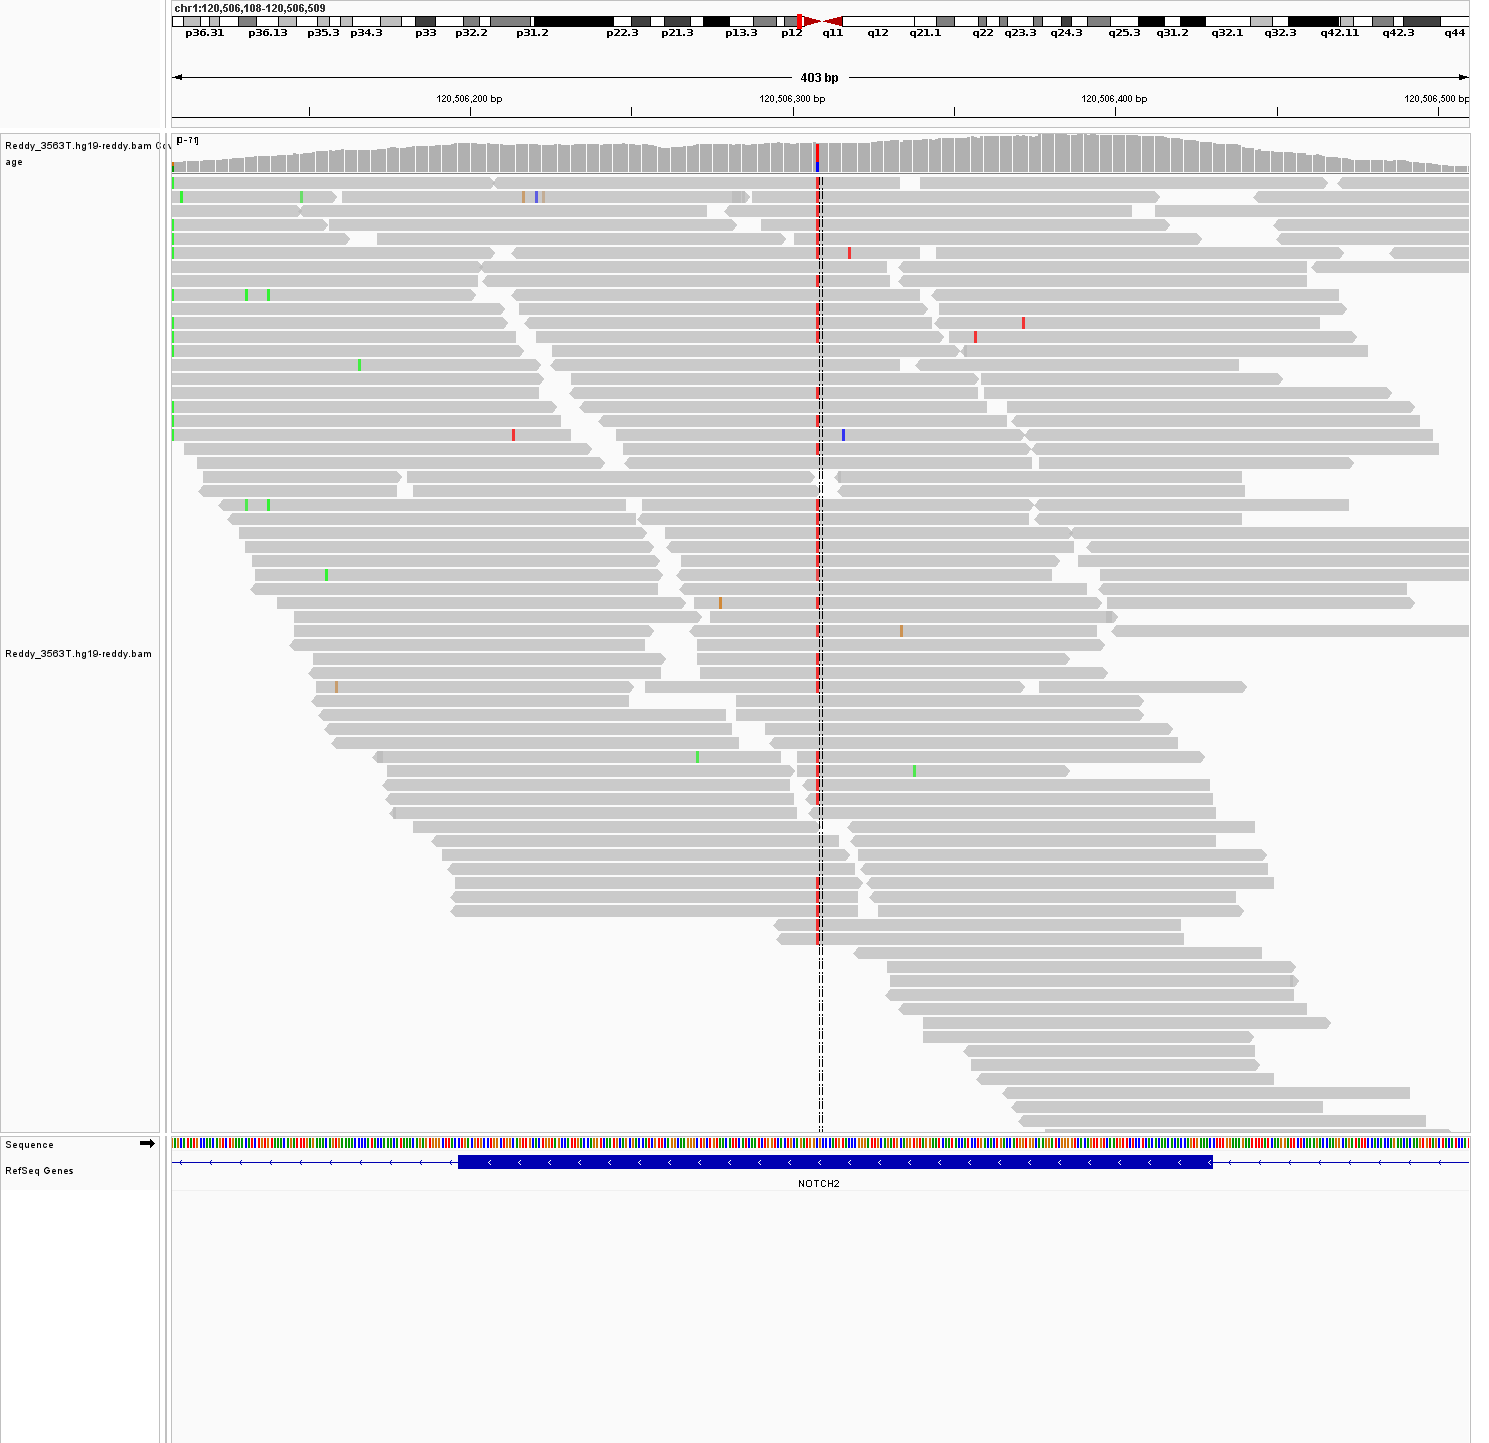 chr1:120,506,108-120,506,509
p36.31 p36.13 p35.3 p34.3 p33 p32.2 p31.2 p22.3 p21.3 p13.3 p12 q11 q12 q21.1 q22 q23.3 q24.3 q25.3 q31.2 q32.1 q32.3 q42.11 q42.3 q44
403 bp
120,506,200 bp 120,506,300 bp 120,506,400 bp 120,506,500 bp
[0-71]
Reddy_3563T.hg19-reddy.bam Cov
age
Reddy_3563T.hg19-reddy.bam
Sequence
RefSeq Genes
NOTCH2